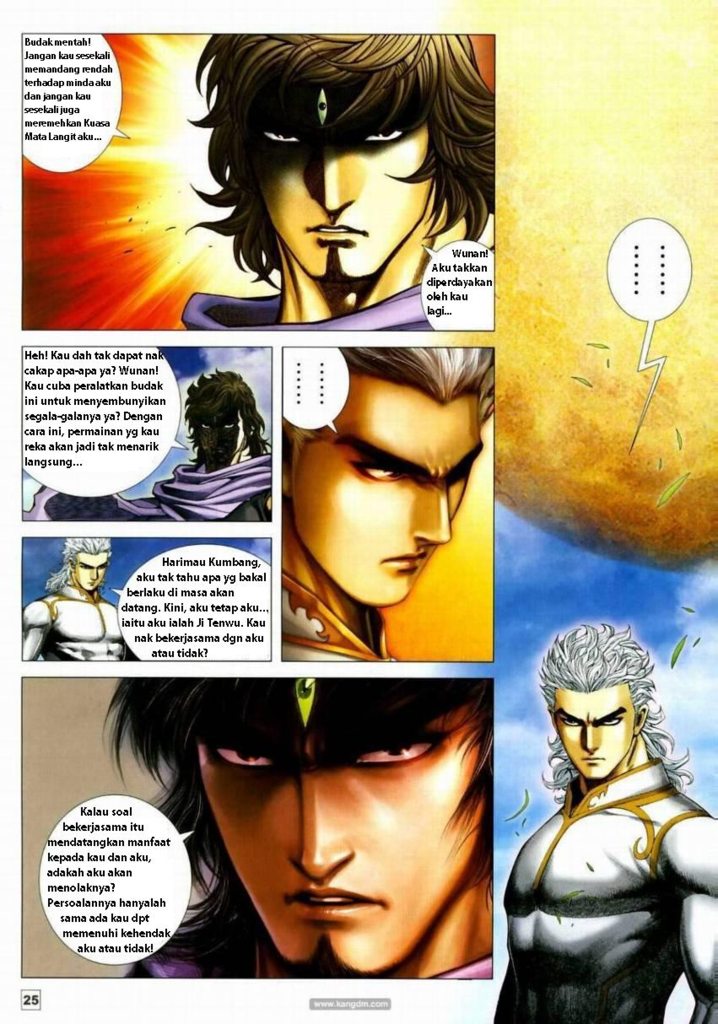 Budak mentah!
Jangan kau sesekali
memandang rendah
terhadap minda aku
dan jangan kau
sesekali juga
meremehkan Kuasa
Mata Langit aku...
Wunan!
Aku takkan
diperdayakan
oleh kau
lagi...
Heh! Kau dah tak dapat nak
cakap apa-apa ya? Wunan!
Kau cuba peralatkan budak
ini untuk menyembunyikan
segala-galanya ya? Dengan
cara ini, permainan yg kau
reka akan jadi tak menarik
langsung...
Harimau Kumbang,
aku tak tahu apa yg bakal
berlaku di masa akan
datang. Kini, aku tetap aku..,
iaitu aku ialah Ji Tenwu. Kau
nak bekerjasama dgn aku
atau tidak?
Kalau soal
bekerjasama itu
mendatangkan manfaat
kepada kau dan aku,
adakah aku akan
menolaknya?
Persoalannya hanyalah
sama ada kau dpt
memenuhi kehendak
aku atau tidak!
25
www.kangdm.com